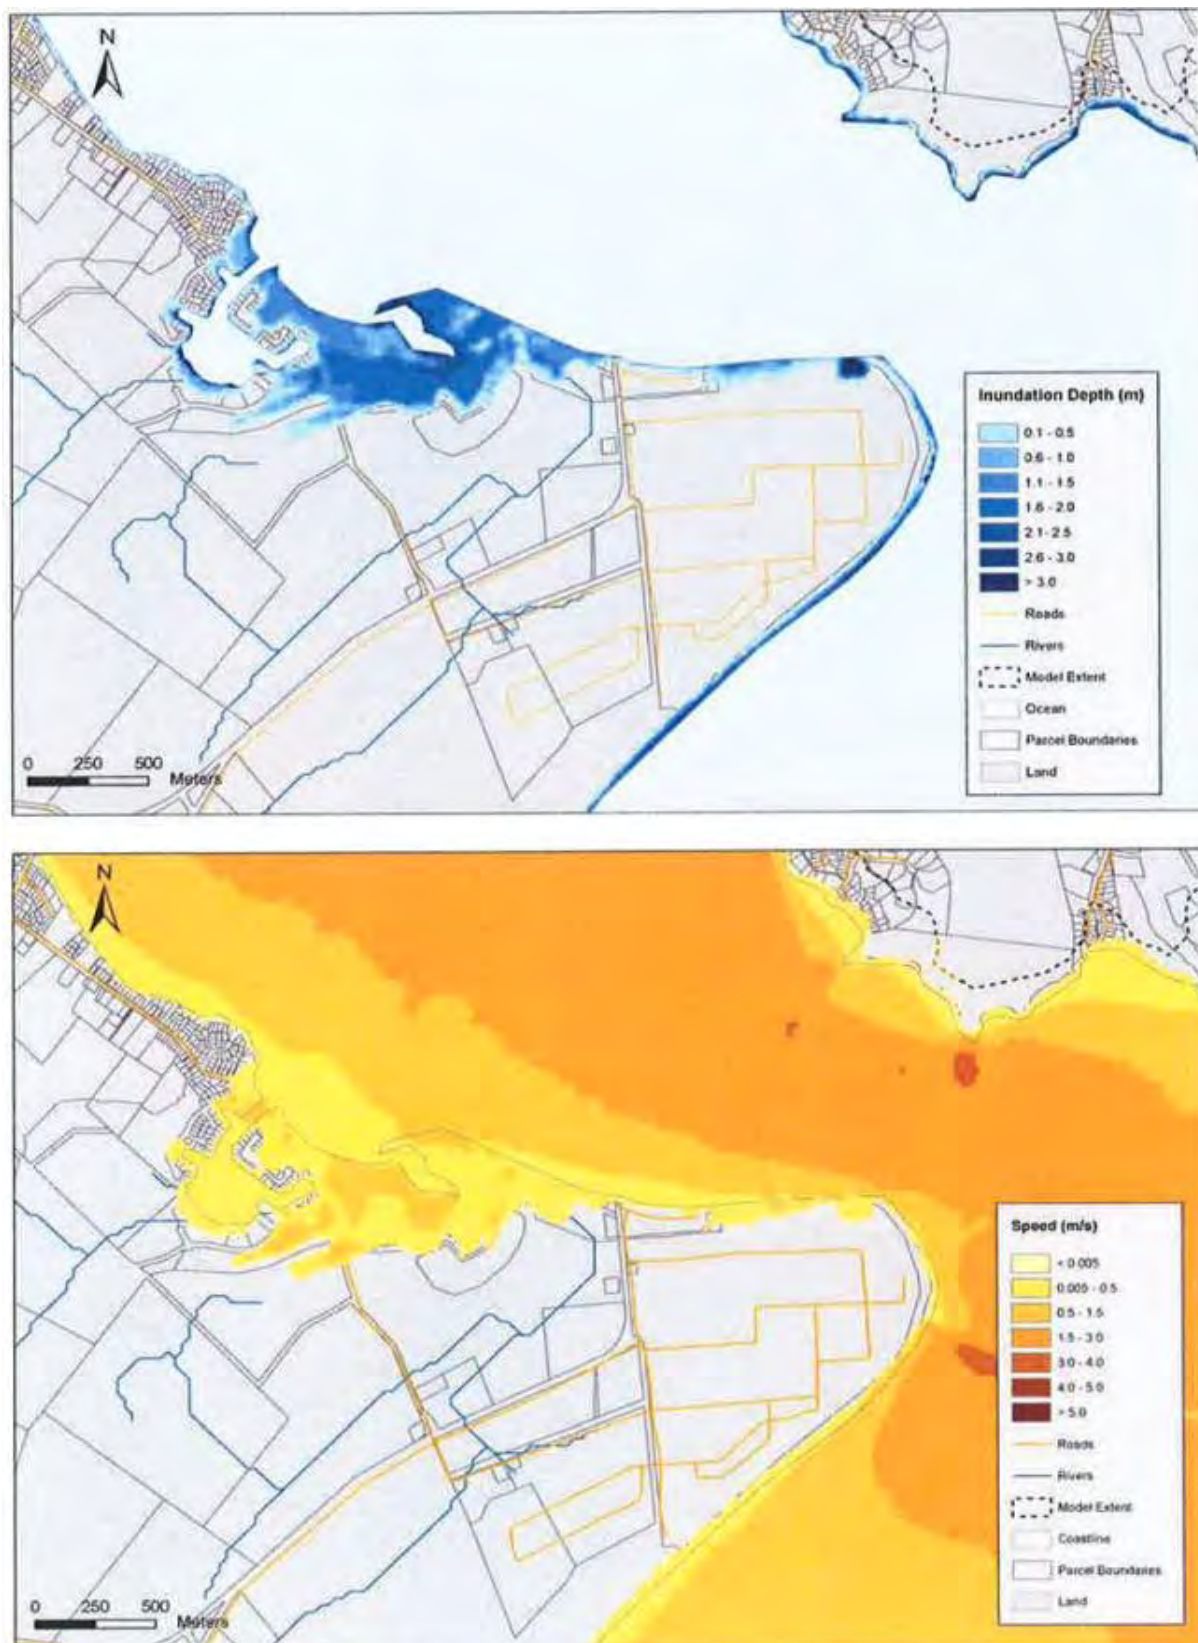 N
Inundation Depth (m)
0.1 - 0.5
0.6 - 1.0
1.1 - 1.5
1.6 - 2.0
2.1 - 2.5
2.6 - 3.0
> 3.0
Roads
Rivers
Model Extent
Ocean
Parcel Boundaries
Land
0 250 500
Meters
N
Speed (m/s)
< 0.005
0.005 - 0.5
0.5 - 1.5
1.5 - 3.0
3.0 - 4.0
4.0 - 5.0
> 5.0
Roads
Rivers
Model Extent
Coastline
Parcel Boundaries
Land
0 250 500
Meters